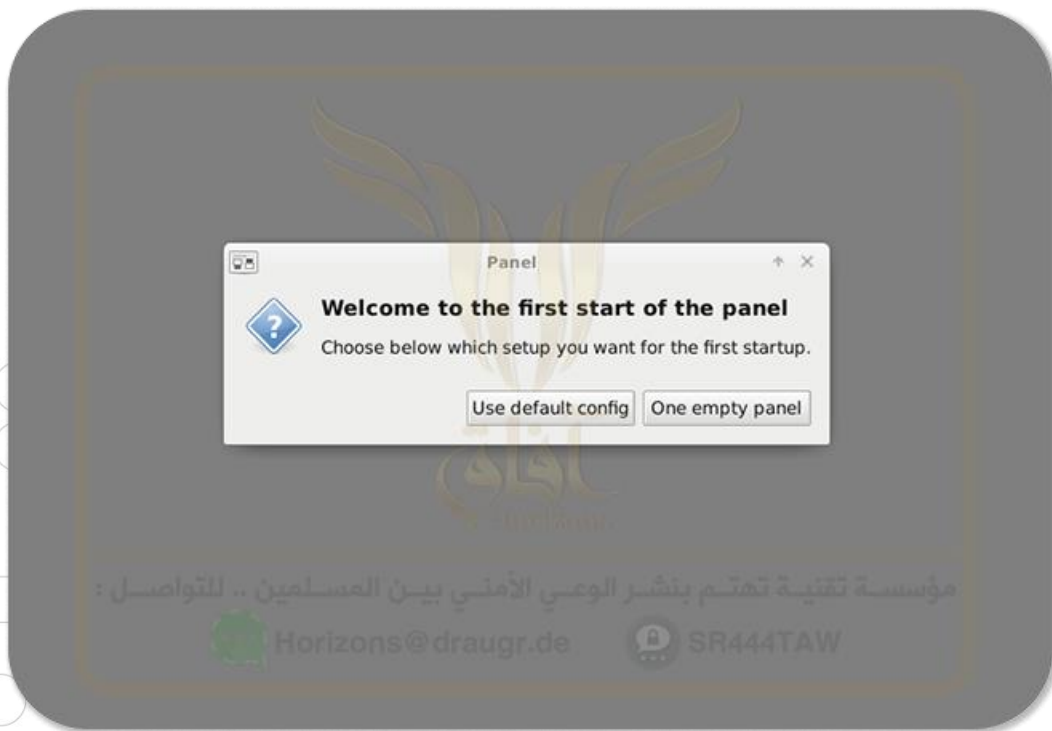 Panel
Welcome to the first start of the panel
Choose below which setup you want for the first startup.
Use default config One empty panel
آفاق
مؤسسة تقنية تهتم بنشر الوعي الأمني بين المسلمين .. للتواصل :
Horizons@draugr.de SR444TAW